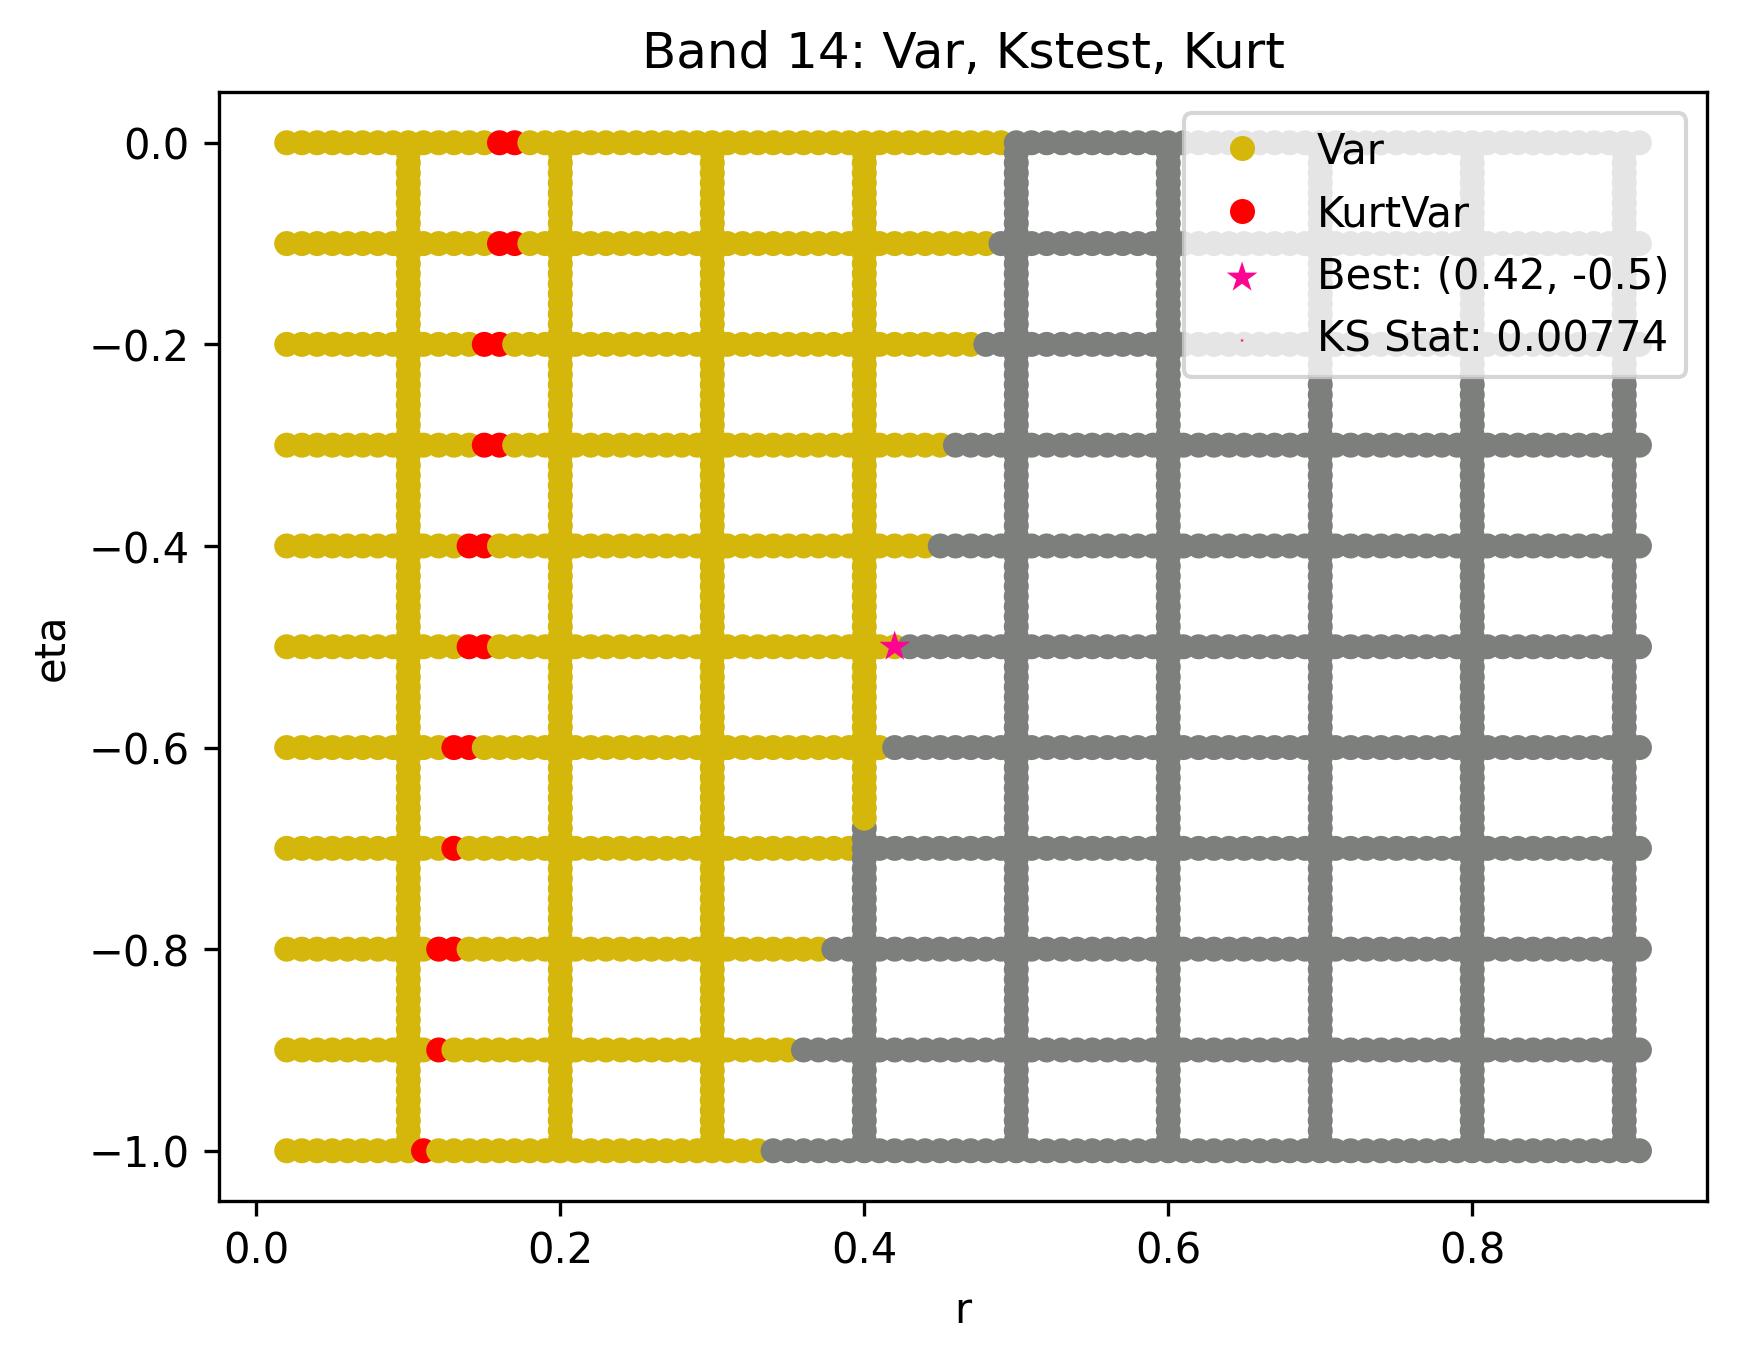 Band 14: Var, Kstest, Kurt
Var
KurtVar
Best: (0.42, -0.5)
KS Stat: 0.00774
0.0
−0.2
−0.4
−0.6
−0.8
−1.0
eta
0.0 0.2 0.4 0.6 0.8
r